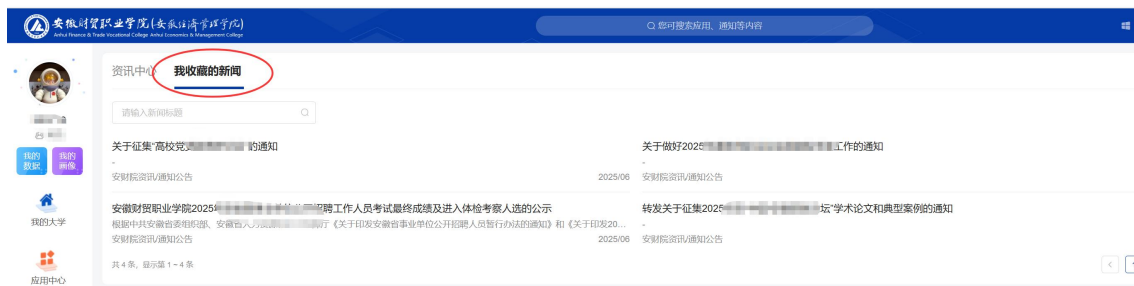 安徽财贸职业学院(安徽经济管理学院)
Anhui Finance & Trade Vocational College Anhui Economics & Management College
您可搜索应用、通知等内容
资讯中心 我收藏的新闻
请输入新闻标题
我的数据 我的画像
我的大学
应用中心
关于征集"高校党 的通知
-
安财院资讯/通知公告 2025/06
关于做好2025 工作的通知
-
安财院资讯/通知公告
安徽财贸职业学院2025 聘工作人员考试最终成绩及进入体检考察人选的公示
根据中共安徽省委组织部、安徽省人力 厅《关于印发安徽省事业单位公开招聘人员暂行办法的通知》和《关于印发20...
安财院资讯/通知公告 2025/06
转发关于征集2025 坛"学术论文和典型案例的通知
-
安财院资讯/通知公告
共 4 条，显示第 1 ~ 4 条